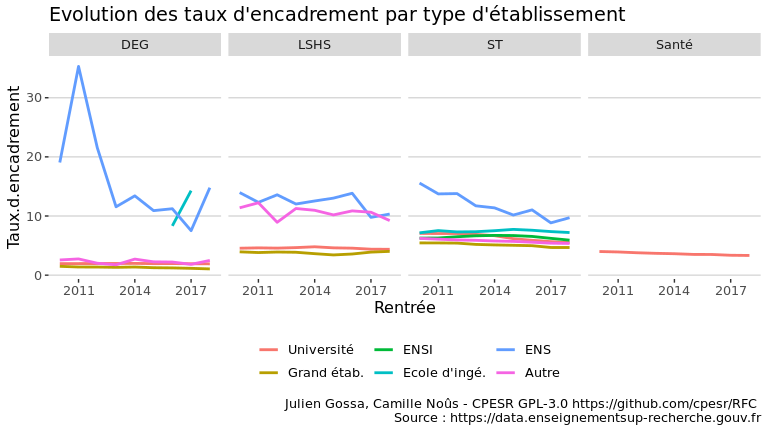 Evolution des taux d'encadrement par type d'établissement
DEG LSHS ST Santé
Taux.d.encadrement
30
20
10
0
2011 2014 2017 2011 2014 2017 2011 2014 2017 2011 2014 2017
Rentrée
Université ENSI ENS
Grand étab. Ecole d'ingé. Autre
Julien Gossa, Camille Noûs - CPESR GPL-3.0 https://github.com/cpesr/RFC
Source : https://data.enseignementsup-recherche.gouv.fr